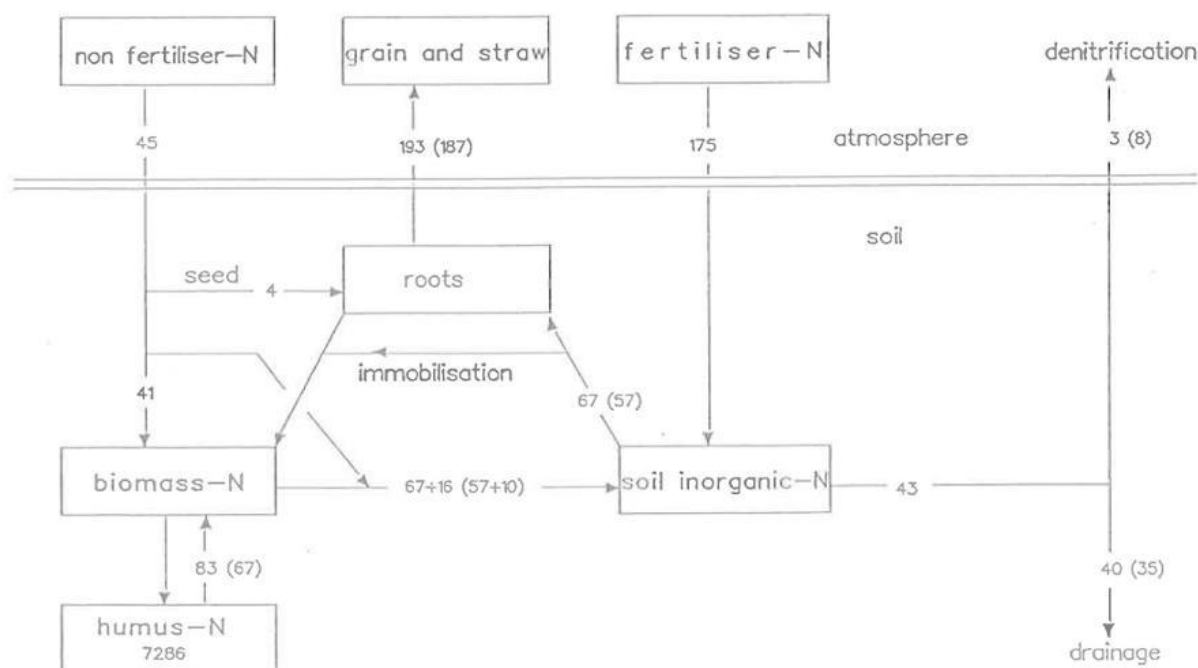 non fertiliser–N
grain and straw
fertiliser–N
denitrification
45
193 (187)
175
atmosphere
3 (8)
soil
seed
4
roots
immobilisation
41
67 (57)
biomass–N
67÷16 (57÷10)
soil inorganic–N
43
83 (67)
40 (35)
humus–N
7286
drainage